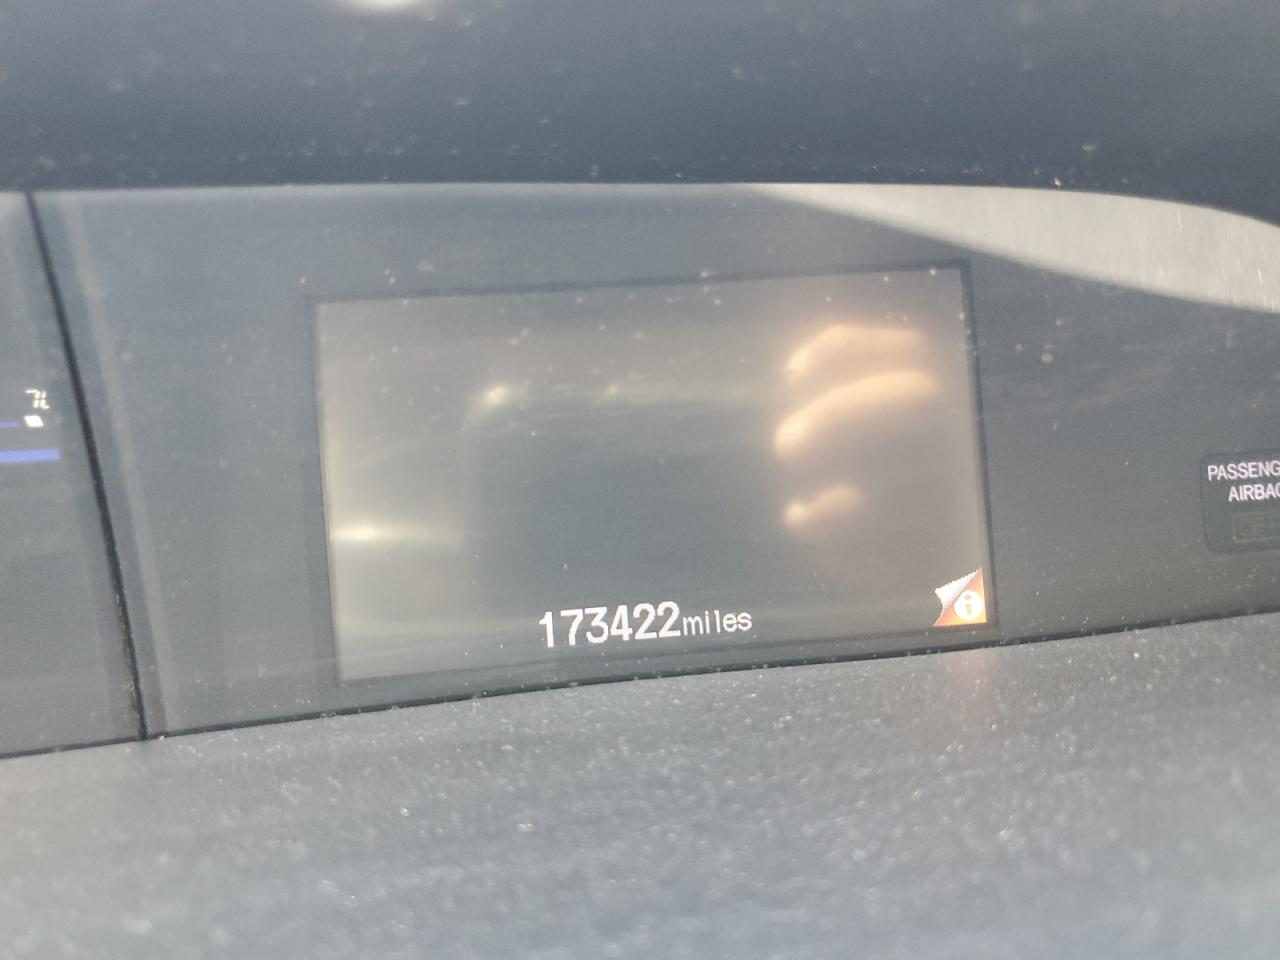 173422miles
i
PASSENG
AIRBAG